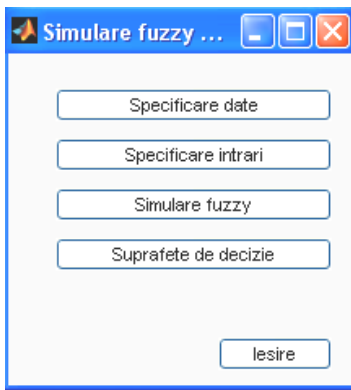 Simulare fuzzy ...
Specificare date
Specificare intrari
Simulare fuzzy
Suprafete de decizie
Iesire